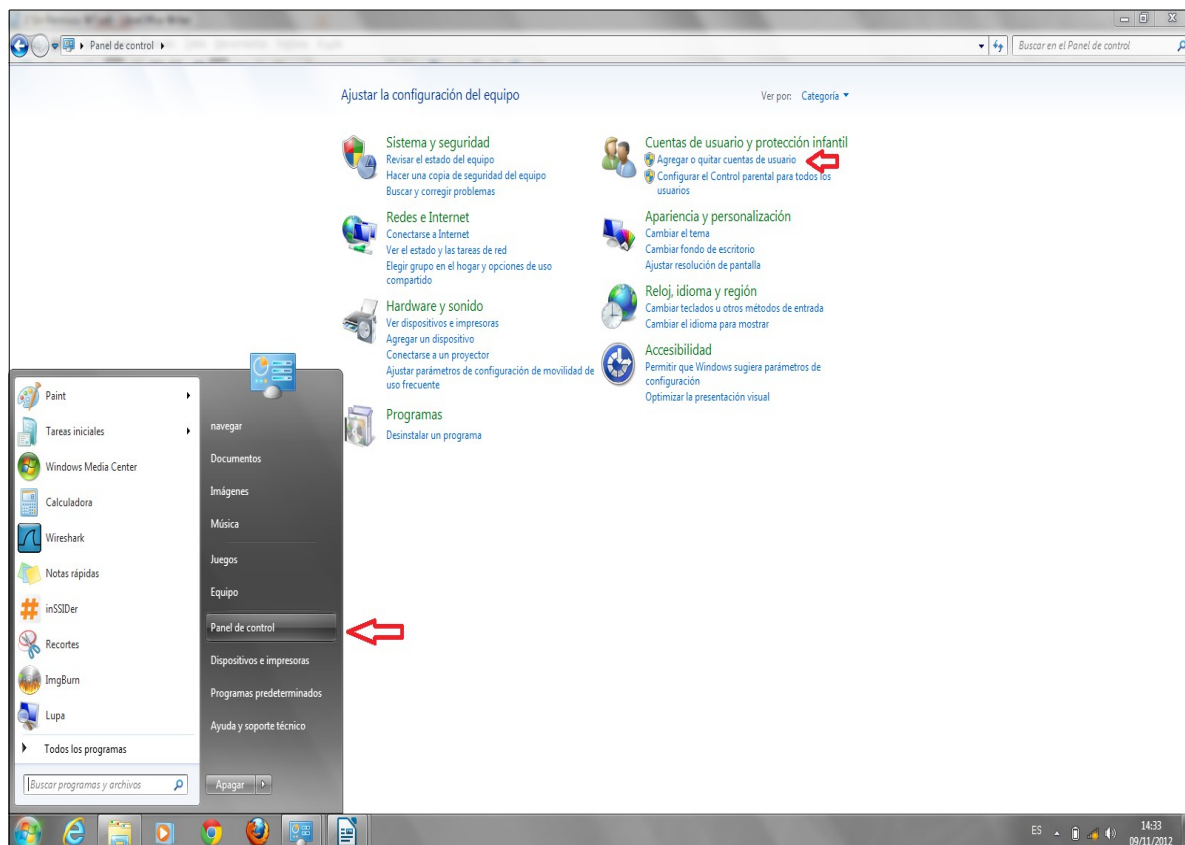 Panel de control
Buscar en el Panel de control
Ajustar la configuración del equipo
Ver por:
Categoría
Sistema y seguridad
Revisar el estado del equipo
Hacer una copia de seguridad del equipo
Buscar y corregir problemas
Redes e Internet
Conectarse a Internet
Ver el estado y las tareas de red
Elegir grupo en el hogar y opciones de uso
compartido
Hardware y sonido
Ver dispositivos e impresoras
Agregar un dispositivo
Conectarse a un proyector
Ajustar parámetros de configuración de movilidad de
uso frecuente
Programas
Desinstalar un programa
Cuentas de usuario y protección infantil
Agregar o quitar cuentas de usuario
Configurar el Control parental para todos los
usuarios
Apariencia y personalización
Cambiar el tema
Cambiar fondo de escritorio
Ajustar resolución de pantalla
Reloj, idioma y región
Cambiar teclados u otros métodos de entrada
Cambiar el idioma para mostrar
Accesibilidad
Permitir que Windows sugiera parámetros de
configuración
Optimizar la presentación visual
Paint
Tareas iniciales
Windows Media Center
Calculadora
Wireshark
Notas rápidas
inSSIDer
Recortes
ImgBurn
Lupa
Todos los programas
Buscar programas y archivos
navegar
Documentos
Imágenes
Música
Juegos
Equipo
Panel de control
Dispositivos e impresoras
Programas predeterminados
Ayuda y soporte técnico
Apagar
ES
14:33
09/11/2012